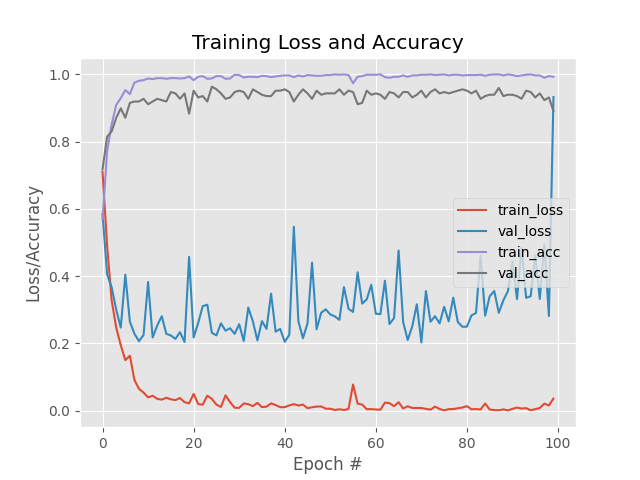 Training Loss and Accuracy
Loss/Accuracy
1.0
0.8
0.6
0.4
0.2
0.0
train_loss
val_loss
train_acc
val_acc
0
20
40
60
80
100
Epoch #